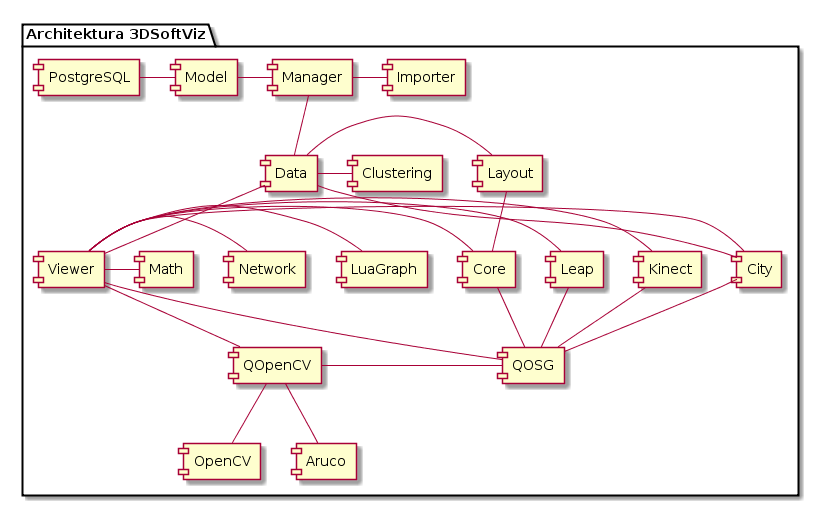 Architektura 3DSoftViz
PostgreSQL
Model
Manager
Importer
Data
Clustering
Layout
Viewer
Math
Network
LuaGraph
Core
Leap
Kinect
City
QOpenCV
QOSG
OpenCV
Aruco